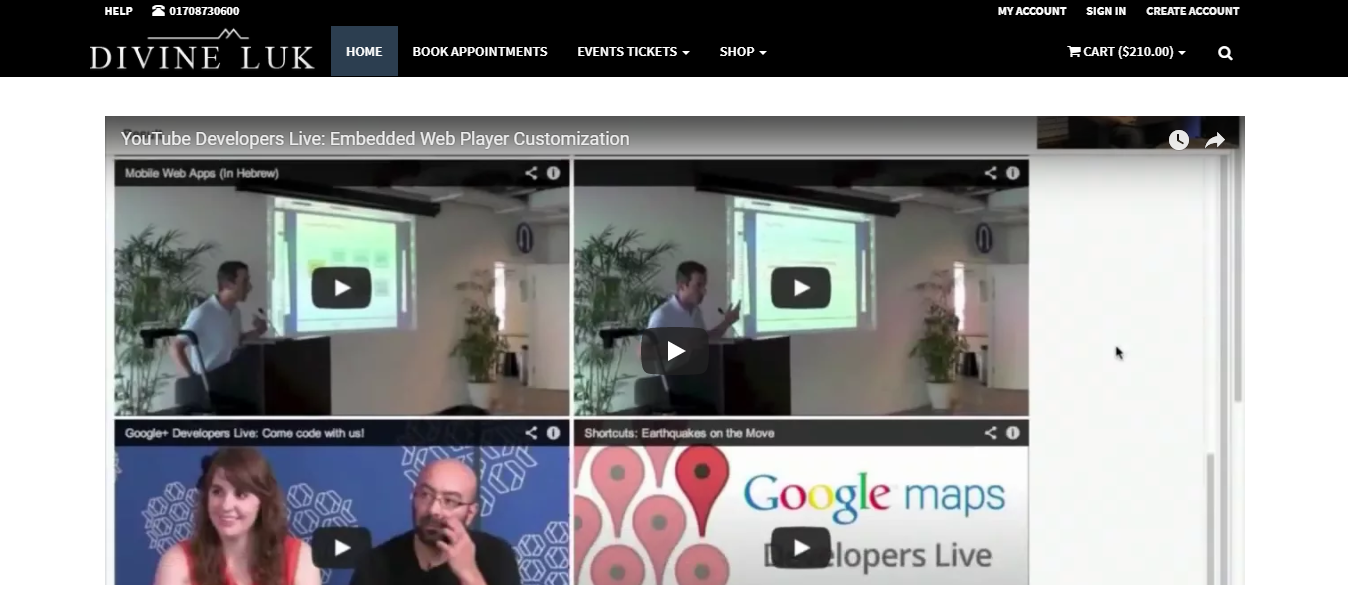 HELP 01708730600 MY ACCOUNT SIGN IN CREATE ACCOUNT
DIVINE LUK HOME BOOK APPOINTMENTS EVENTS TICKETS SHOP CART ($210.00)
YouTube Developers Live: Embedded Web Player Customization
Mobile Web Apps (In Hebrew)
Google+ Developers Live: Come code with us!
Shortcuts: Earthquakes on the Move
Google maps
Developers Live